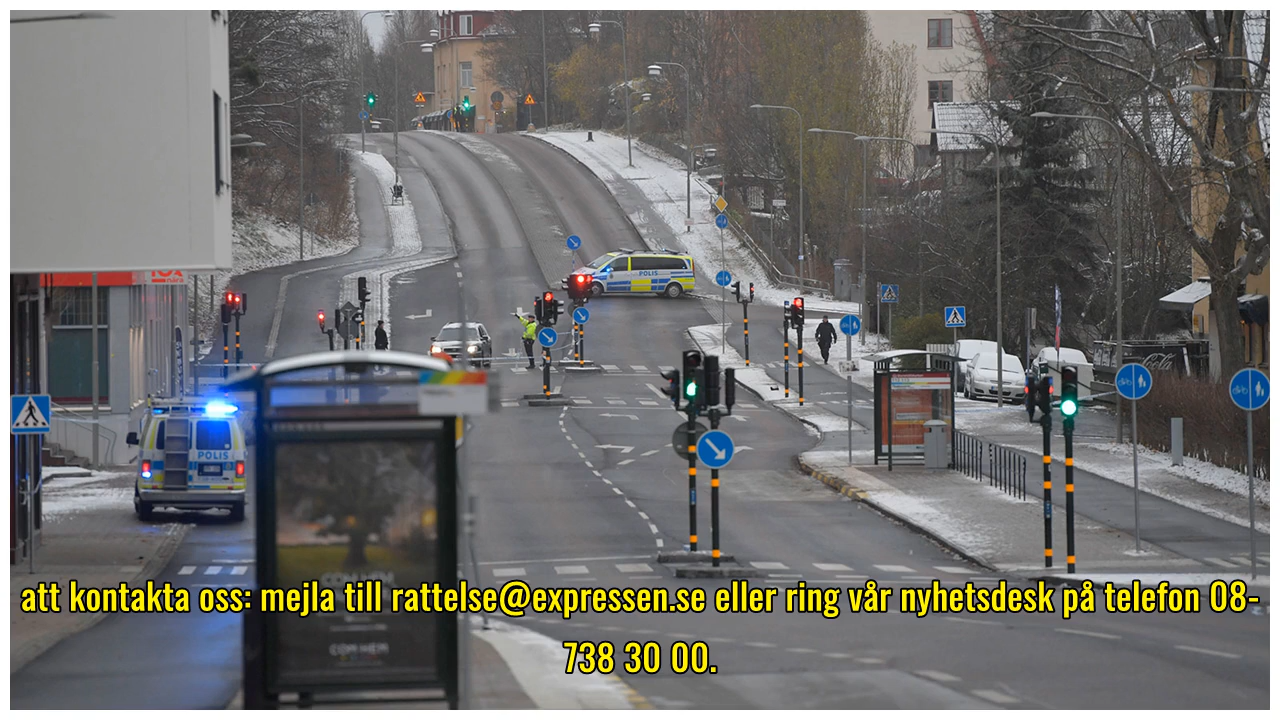 POLIS
POLIS
att kontakta oss: mejla till rattelse@expressen.se eller ring vår nyhetsdesk på telefon 08-
738 30 00.